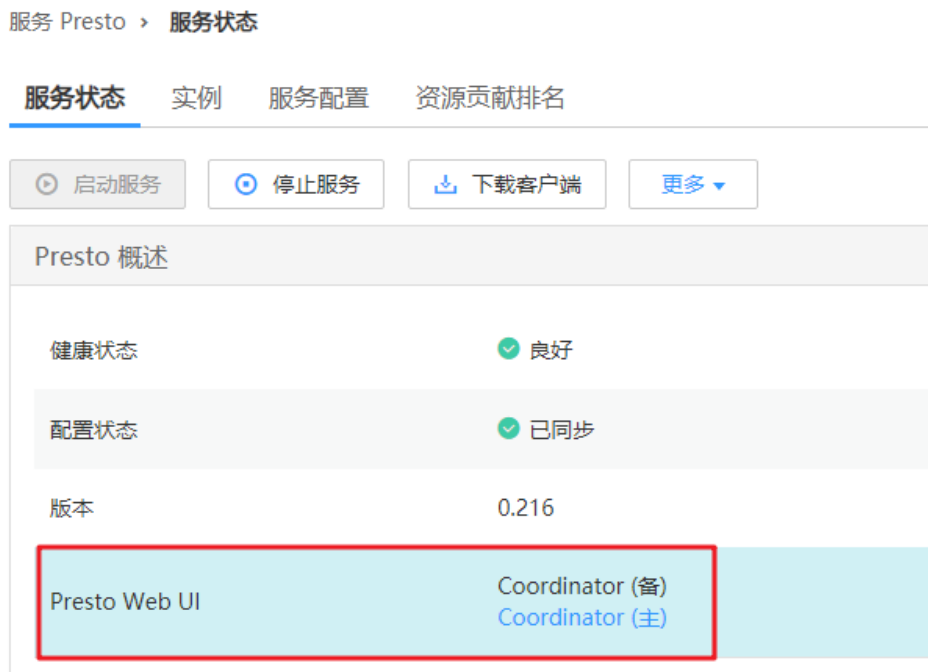 服务 Presto › 服务状态
服务状态 实例 服务配置 资源贡献排名
启动服务 停止服务 下载客户端 更多
Presto 概述
健康状态 良好
配置状态 已同步
版本 0.216
Presto Web UI Coordinator (备)
Coordinator (主)